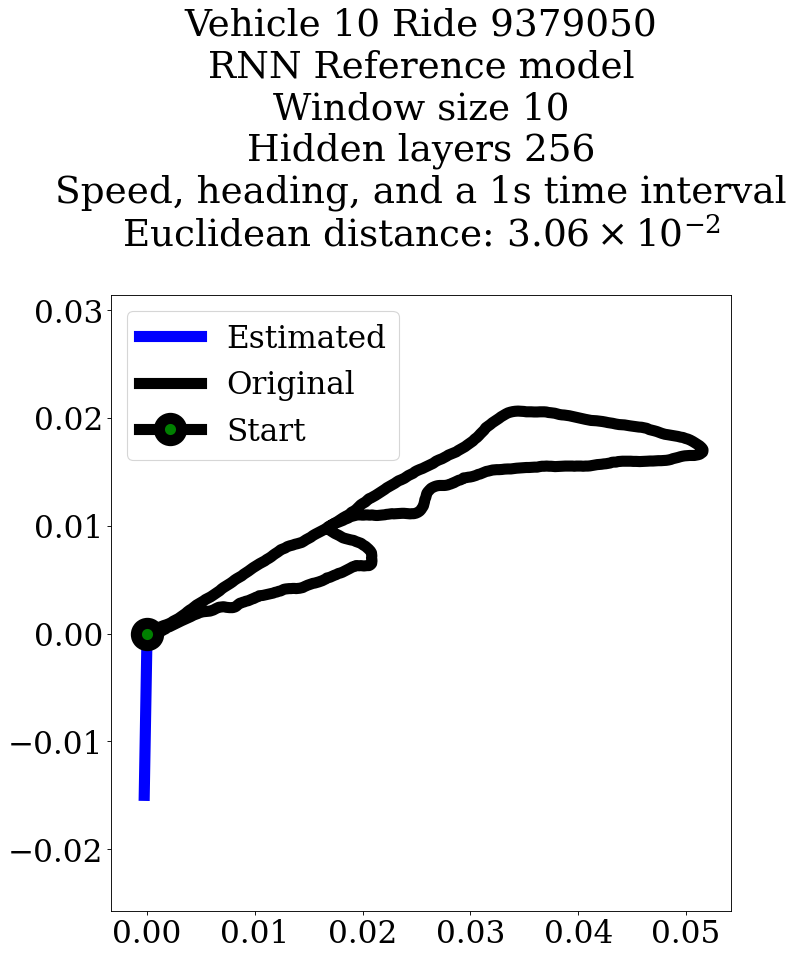 Vehicle 10 Ride 9379050
RNN Reference model
Window size 10
Hidden layers 256
Speed, heading, and a 1s time interval
Euclidean distance: 3.06 × 10⁻²
Estimated
Original
Start
0.03
0.02
0.01
0.00
−0.01
−0.02
0.00 0.01 0.02 0.03 0.04 0.05